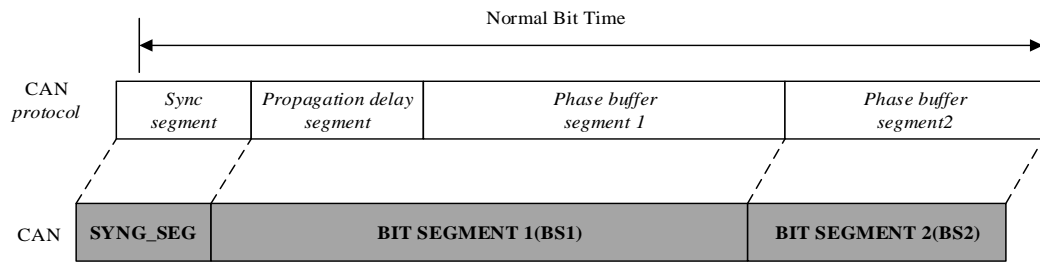 Normal Bit Time
CAN
protocol
Sync
segment
Propagation delay
segment
Phase buffer
segment 1
Phase buffer
segment2
CAN
SYNG_SEG
BIT SEGMENT 1(BS1)
BIT SEGMENT 2(BS2)